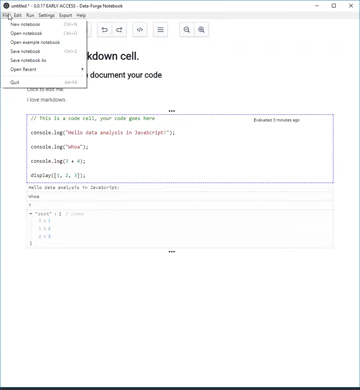 untitled * - 0.0.17 EARLY ACCESS - Data-Forge Notebook
File Edit Run Settings Export Help
New notebook Ctrl+N
Open notebook Ctrl+O
Open example notebook
Save notebook Ctrl+S
Save notebook As
Open Recent
Quit Alt+F4
kdown cell.
o document your code
Click to edit me.
I love markdown.
// This is a code cell, your code goes here
Evaluated 3 minutes ago
console.log("Hello data analysis in JavaScript!");
console.log("Whoa");
console.log(3 + 4);
display([1, 2, 3]);
Hello data analysis in JavaScript!
Whoa
7
"root" : [ 3 items
0 : 1
1 : 2
2 : 3
]